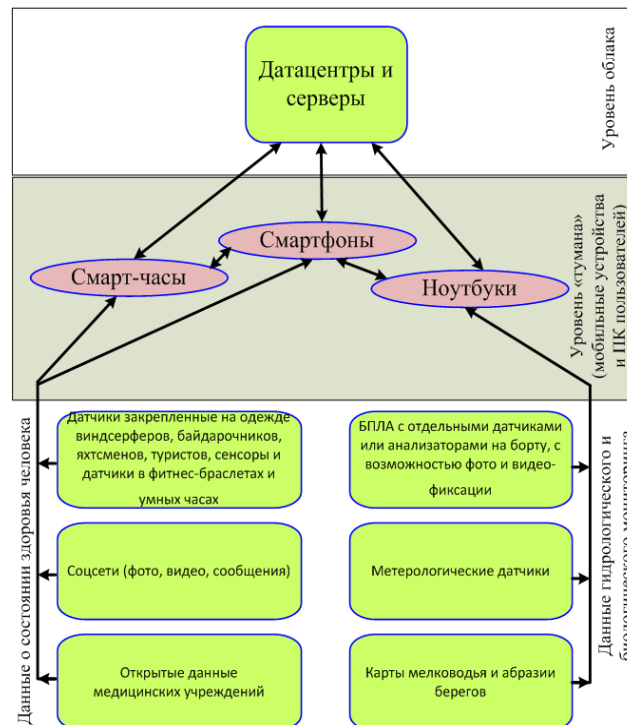 Датацентры и
серверы
Уровень облака
Смартфоны
Смарт-часы
Ноутбуки
Уровень «тумана»
(мобильные устройства
и ПК пользователей)
Датчики закрепленные на одежде
виндсерферов, байдарочников,
яхтсменов, туристов, сенсоры и
датчики в фитнес-браслетах и
умных часах
Соцсети (фото, видео, сообщения)
Открытые данные
медицинских учреждений
Данные о состоянии здоровья человека
БПЛА с отдельными датчиками
или анализаторами на борту, с
возможностью фото и видео-
фиксации
Метерологические датчики
Карты мелководья и абразии
берегов
Данные гидрологического и
биологического мониторинга